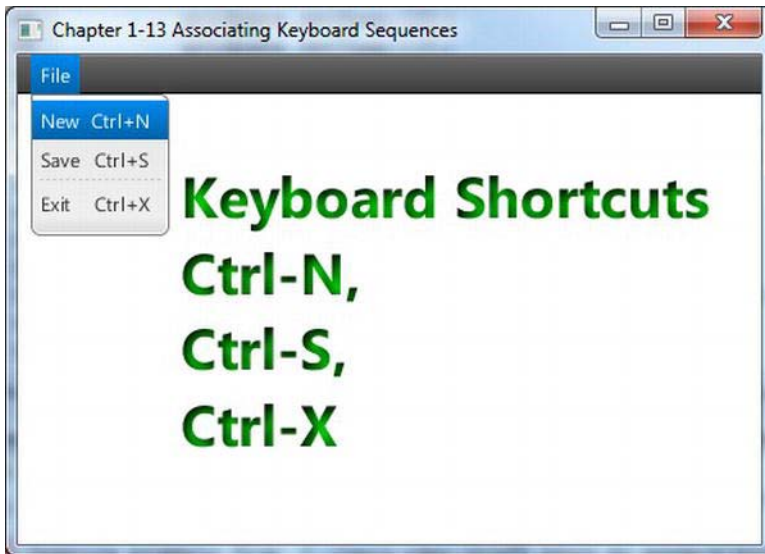 Chapter 1-13 Associating Keyboard Sequences
File
New Ctrl+N
Save Ctrl+S
Exit Ctrl+X
Keyboard Shortcuts
Ctrl-N,
Ctrl-S,
Ctrl-X